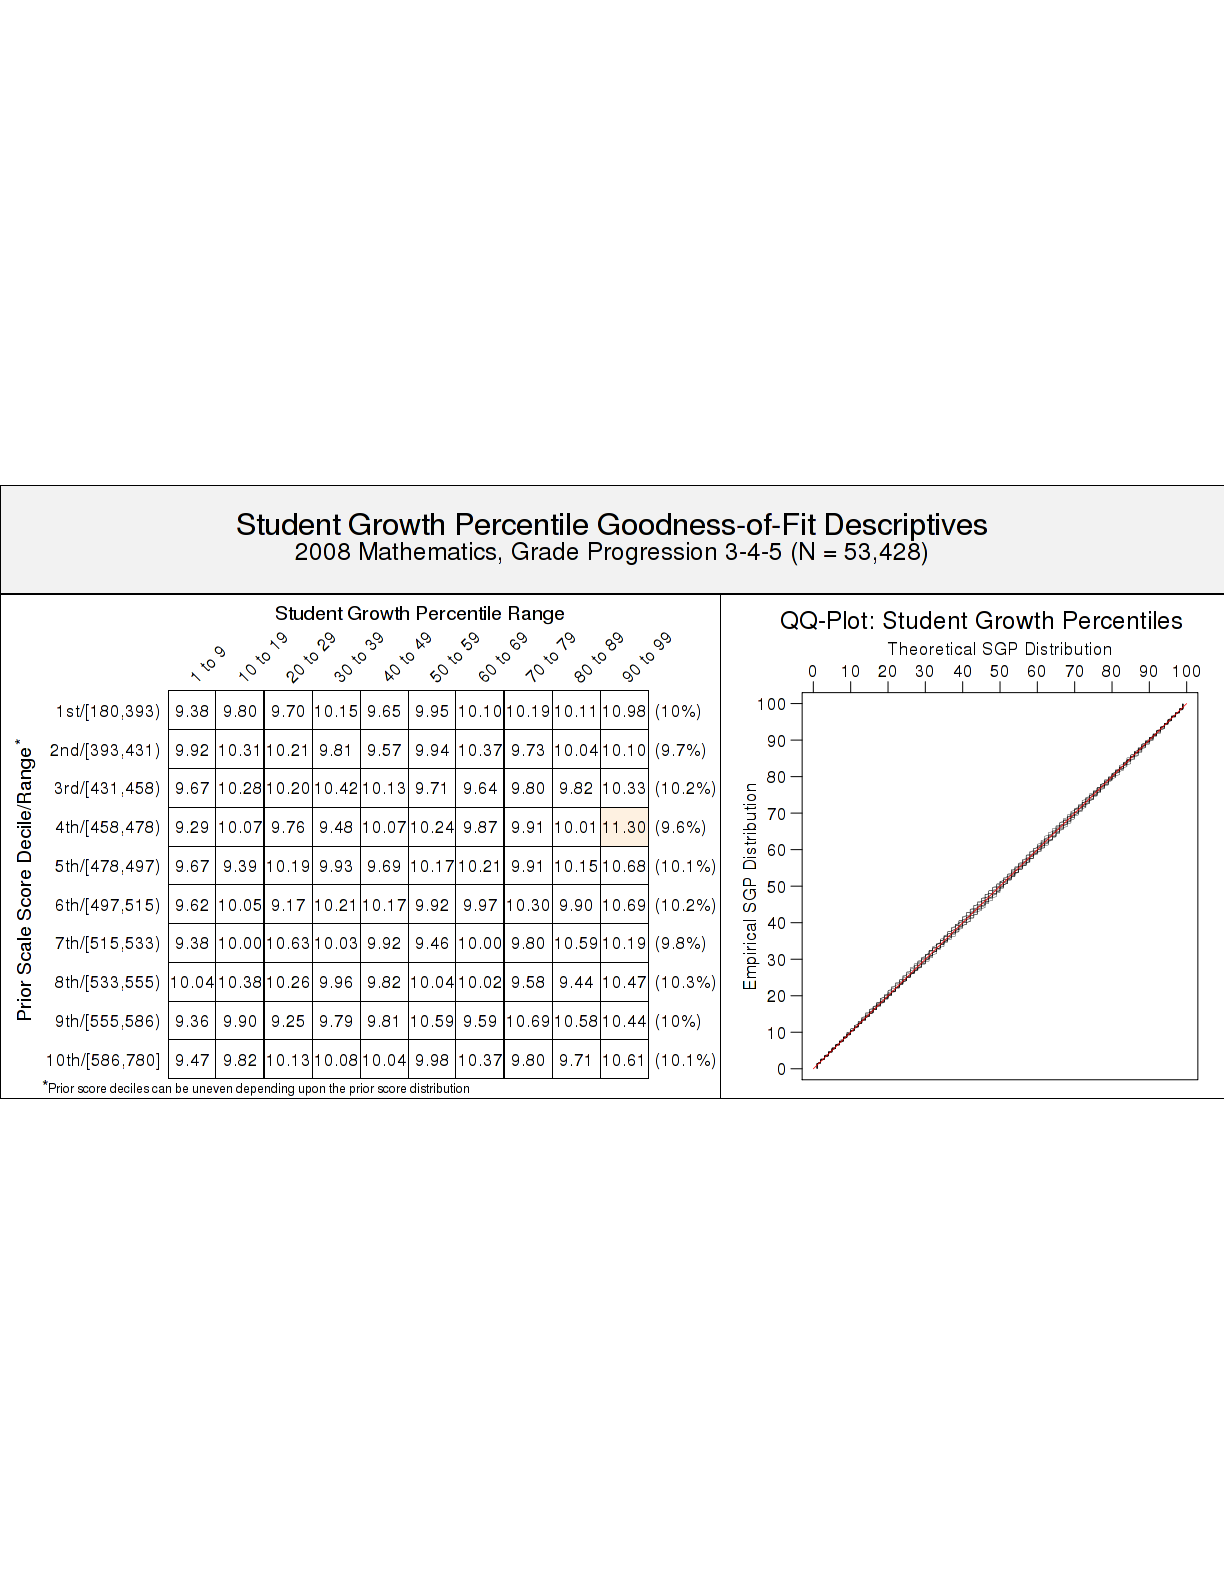 Student Growth Percentile Goodness-of-Fit Descriptives
2008 Mathematics, Grade Progression 3-4-5 (N = 53,428)
Student Growth Percentile Range
1 to 9 10 to 19 20 to 29 30 to 39 40 to 49 50 to 59 60 to 69 70 to 79 80 to 89 90 to 99
Prior Scale Score Decile/Range*
1st/[180,393) 9.38 9.80 9.70 10.15 9.65 9.95 10.10 10.19 10.11 10.98 (10%)
2nd/[393,431) 9.92 10.31 10.21 9.81 9.57 9.94 10.37 9.73 10.04 10.10 (9.7%)
3rd/[431,458) 9.67 10.28 10.20 10.42 10.13 9.71 9.64 9.80 9.82 10.33 (10.2%)
4th/[458,478) 9.29 10.07 9.76 9.48 10.07 10.24 9.87 9.91 10.01 11.30 (9.6%)
5th/[478,497) 9.67 9.39 10.19 9.93 9.69 10.17 10.21 9.91 10.15 10.68 (10.1%)
6th/[497,515) 9.62 10.05 9.17 10.21 10.17 9.92 9.97 10.30 9.90 10.69 (10.2%)
7th/[515,533) 9.38 10.00 10.63 10.03 9.92 9.46 10.00 9.80 10.59 10.19 (9.8%)
8th/[533,555) 10.04 10.38 10.26 9.96 9.82 10.04 10.02 9.58 9.44 10.47 (10.3%)
9th/[555,586) 9.36 9.90 9.25 9.79 9.81 10.59 9.59 10.69 10.58 10.44 (10%)
10th/[586,780] 9.47 9.82 10.13 10.08 10.04 9.98 10.37 9.80 9.71 10.61 (10.1%)
*Prior score deciles can be uneven depending upon the prior score distribution
QQ-Plot: Student Growth Percentiles
Theoretical SGP Distribution
0 10 20 30 40 50 60 70 80 90 100
Empirical SGP Distribution
100
90
80
70
60
50
40
30
20
10
0